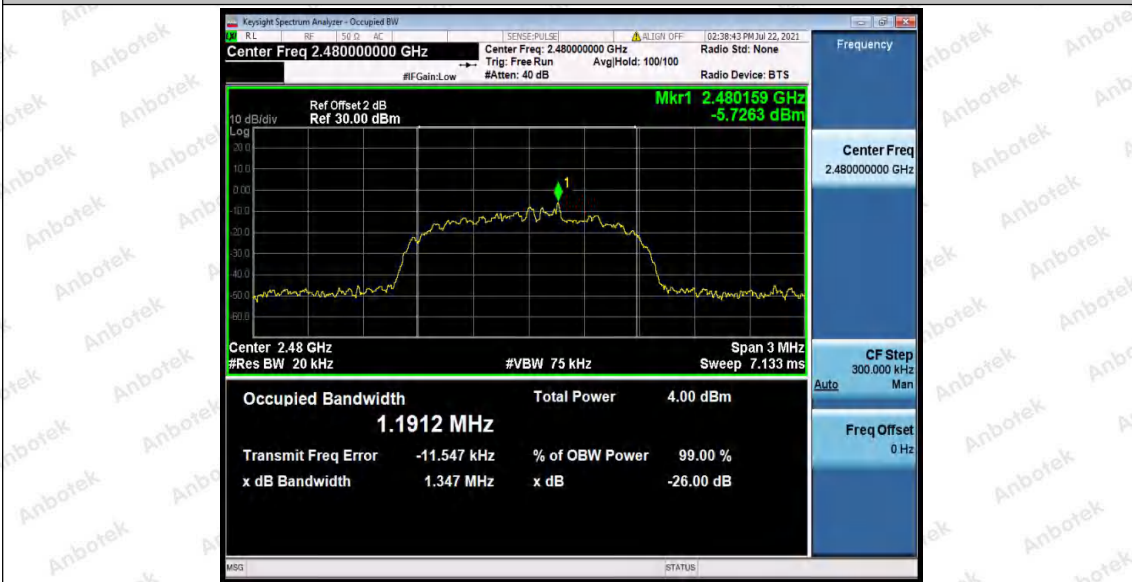 Keysight Spectrum Analyzer - Occupied BW
RL RF 50 Ω AC SENSE:PULSE ALIGN OFF 02:38:43 PM Jul 22, 2021
Center Freq 2.480000000 GHz
Center Freq: 2.480000000 GHz Radio Std: None
Trig: Free Run Avg|Hold: 100/100
#IFGain:Low #Atten: 40 dB Radio Device: BTS
Frequency
Mkr1 2.480159 GHz
-5.7263 dBm
Ref Offset 2 dB
10 dB/div Ref 30.00 dBm
Log
20.0
10.0
0.00
-10.0
-20.0
-30.0
-40.0
-50.0
-60.0
1
Center 2.48 GHz Span 3 MHz
#Res BW 20 kHz #VBW 75 kHz Sweep 7.133 ms
Occupied Bandwidth Total Power 4.00 dBm
1.1912 MHz
Transmit Freq Error -11.547 kHz % of OBW Power 99.00 %
x dB Bandwidth 1.347 MHz x dB -26.00 dB
Center Freq
2.480000000 GHz
CF Step
300.000 kHz
Auto Man
Freq Offset
0 Hz
MSG STATUS
Anbotek